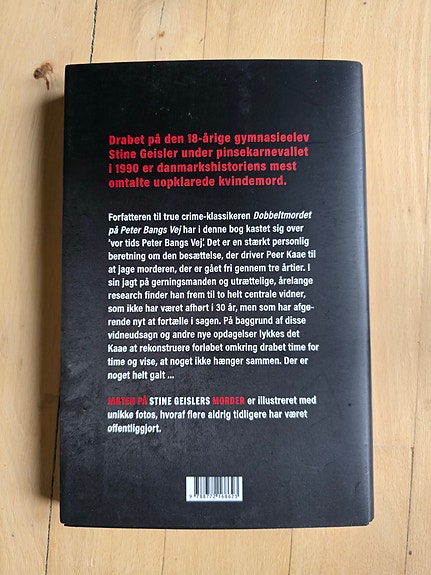 Drabet på den 18-årige gymnasieelev
Stine Geisler under pinsekarnevallet
i 1990 er danmarkshistoriens mest
omtalte uopklarede kvindemord.
Forfatteren til true crime-klassikeren Dobbeltmordet
på Peter Bangs Vej har i denne bog kastet sig over
'vor tids Peter Bangs Vej'. Det er en stærkt personlig
beretning om den besættelse, der driver Peer Kaae til
at jage morderen, der er gået fri gennem tre årtier. I
sin jagt på gerningsmanden og utrættelige, årelange
research finder han frem til to helt centrale vidner,
som ikke har været afhørt i 30 år, men som har afgø-
rende nyt at fortælle i sagen. På baggrund af disse
vidneudsagn og andre nye opdagelser lykkes det
Kaae at rekonstruere forløbet omkring drabet time for
time og vise, at noget ikke hænger sammen. Der er
noget helt galt ...
JAGTEN PÅ STINE GEISLERS MORDER er illustreret med
unikke fotos, hvoraf flere aldrig tidligere har været
offentliggjort.
9 788772 168623